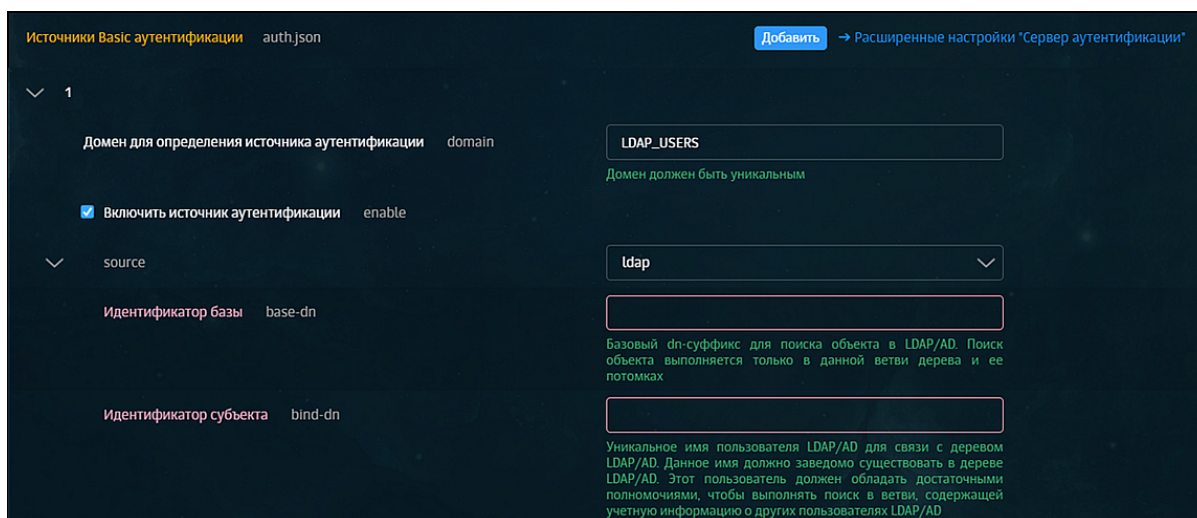 Источники Basic аутентификации auth.json Добавить → Расширенные настройки "Сервер аутентификации"
1
Домен для определения источника аутентификации domain LDAP_USERS
Домен должен быть уникальным
Включить источник аутентификации enable
source ldap
Идентификатор базы base-dn
Базовый dn-суффикс для поиска объекта в LDAP/AD. Поиск
объекта выполняется только в данной ветви дерева и ее
потомках
Идентификатор субъекта bind-dn
Уникальное имя пользователя LDAP/AD для связи с деревом
LDAP/AD. Данное имя должно заведомо существовать в дереве
LDAP/AD. Этот пользователь должен обладать достаточными
полномочиями, чтобы выполнять поиск в ветви, содержащей
учетную информацию о других пользователях LDAP/AD